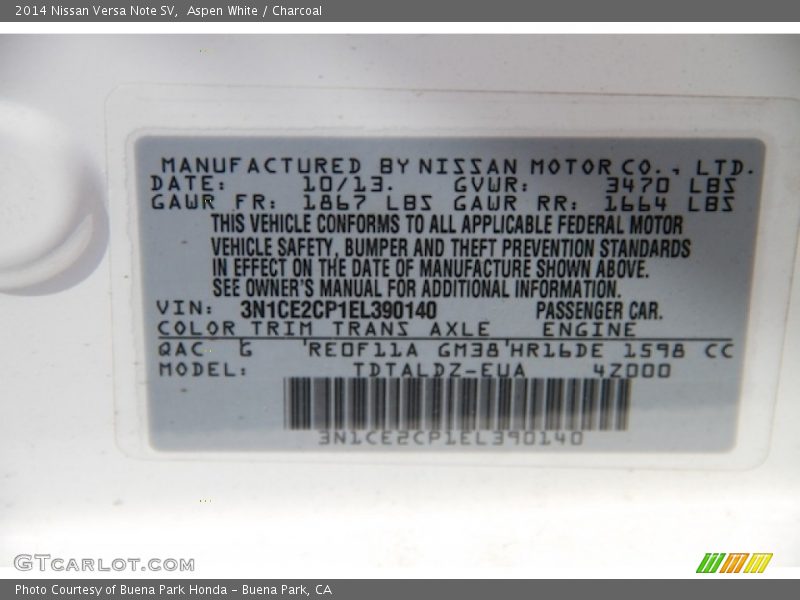 2014 Nissan Versa Note SV,  Aspen White / Charcoal
MANUFACTURED BY NISSAN MOTOR CO., LTD.
DATE: 10/13. GVWR: 3470 LBS
GAWR FR: 1867 LBS GAWR RR: 1664 LBS
THIS VEHICLE CONFORMS TO ALL APPLICABLE FEDERAL MOTOR
VEHICLE SAFETY, BUMPER AND THEFT PREVENTION STANDARDS
IN EFFECT ON THE DATE OF MANUFACTURE SHOWN ABOVE.
SEE OWNER'S MANUAL FOR ADDITIONAL INFORMATION.
VIN: 3N1CE2CP1EL390140 PASSENGER CAR.
COLOR TRIM TRANS AXLE ENGINE
QAC G 'RE0F11A GM38'HR16DE 1598 CC
MODEL: TDTALDZ-EUA 4Z000
3N1CE2CP1EL390140
GTcarlot.com
Photo Courtesy of Buena Park Honda - Buena Park, CA